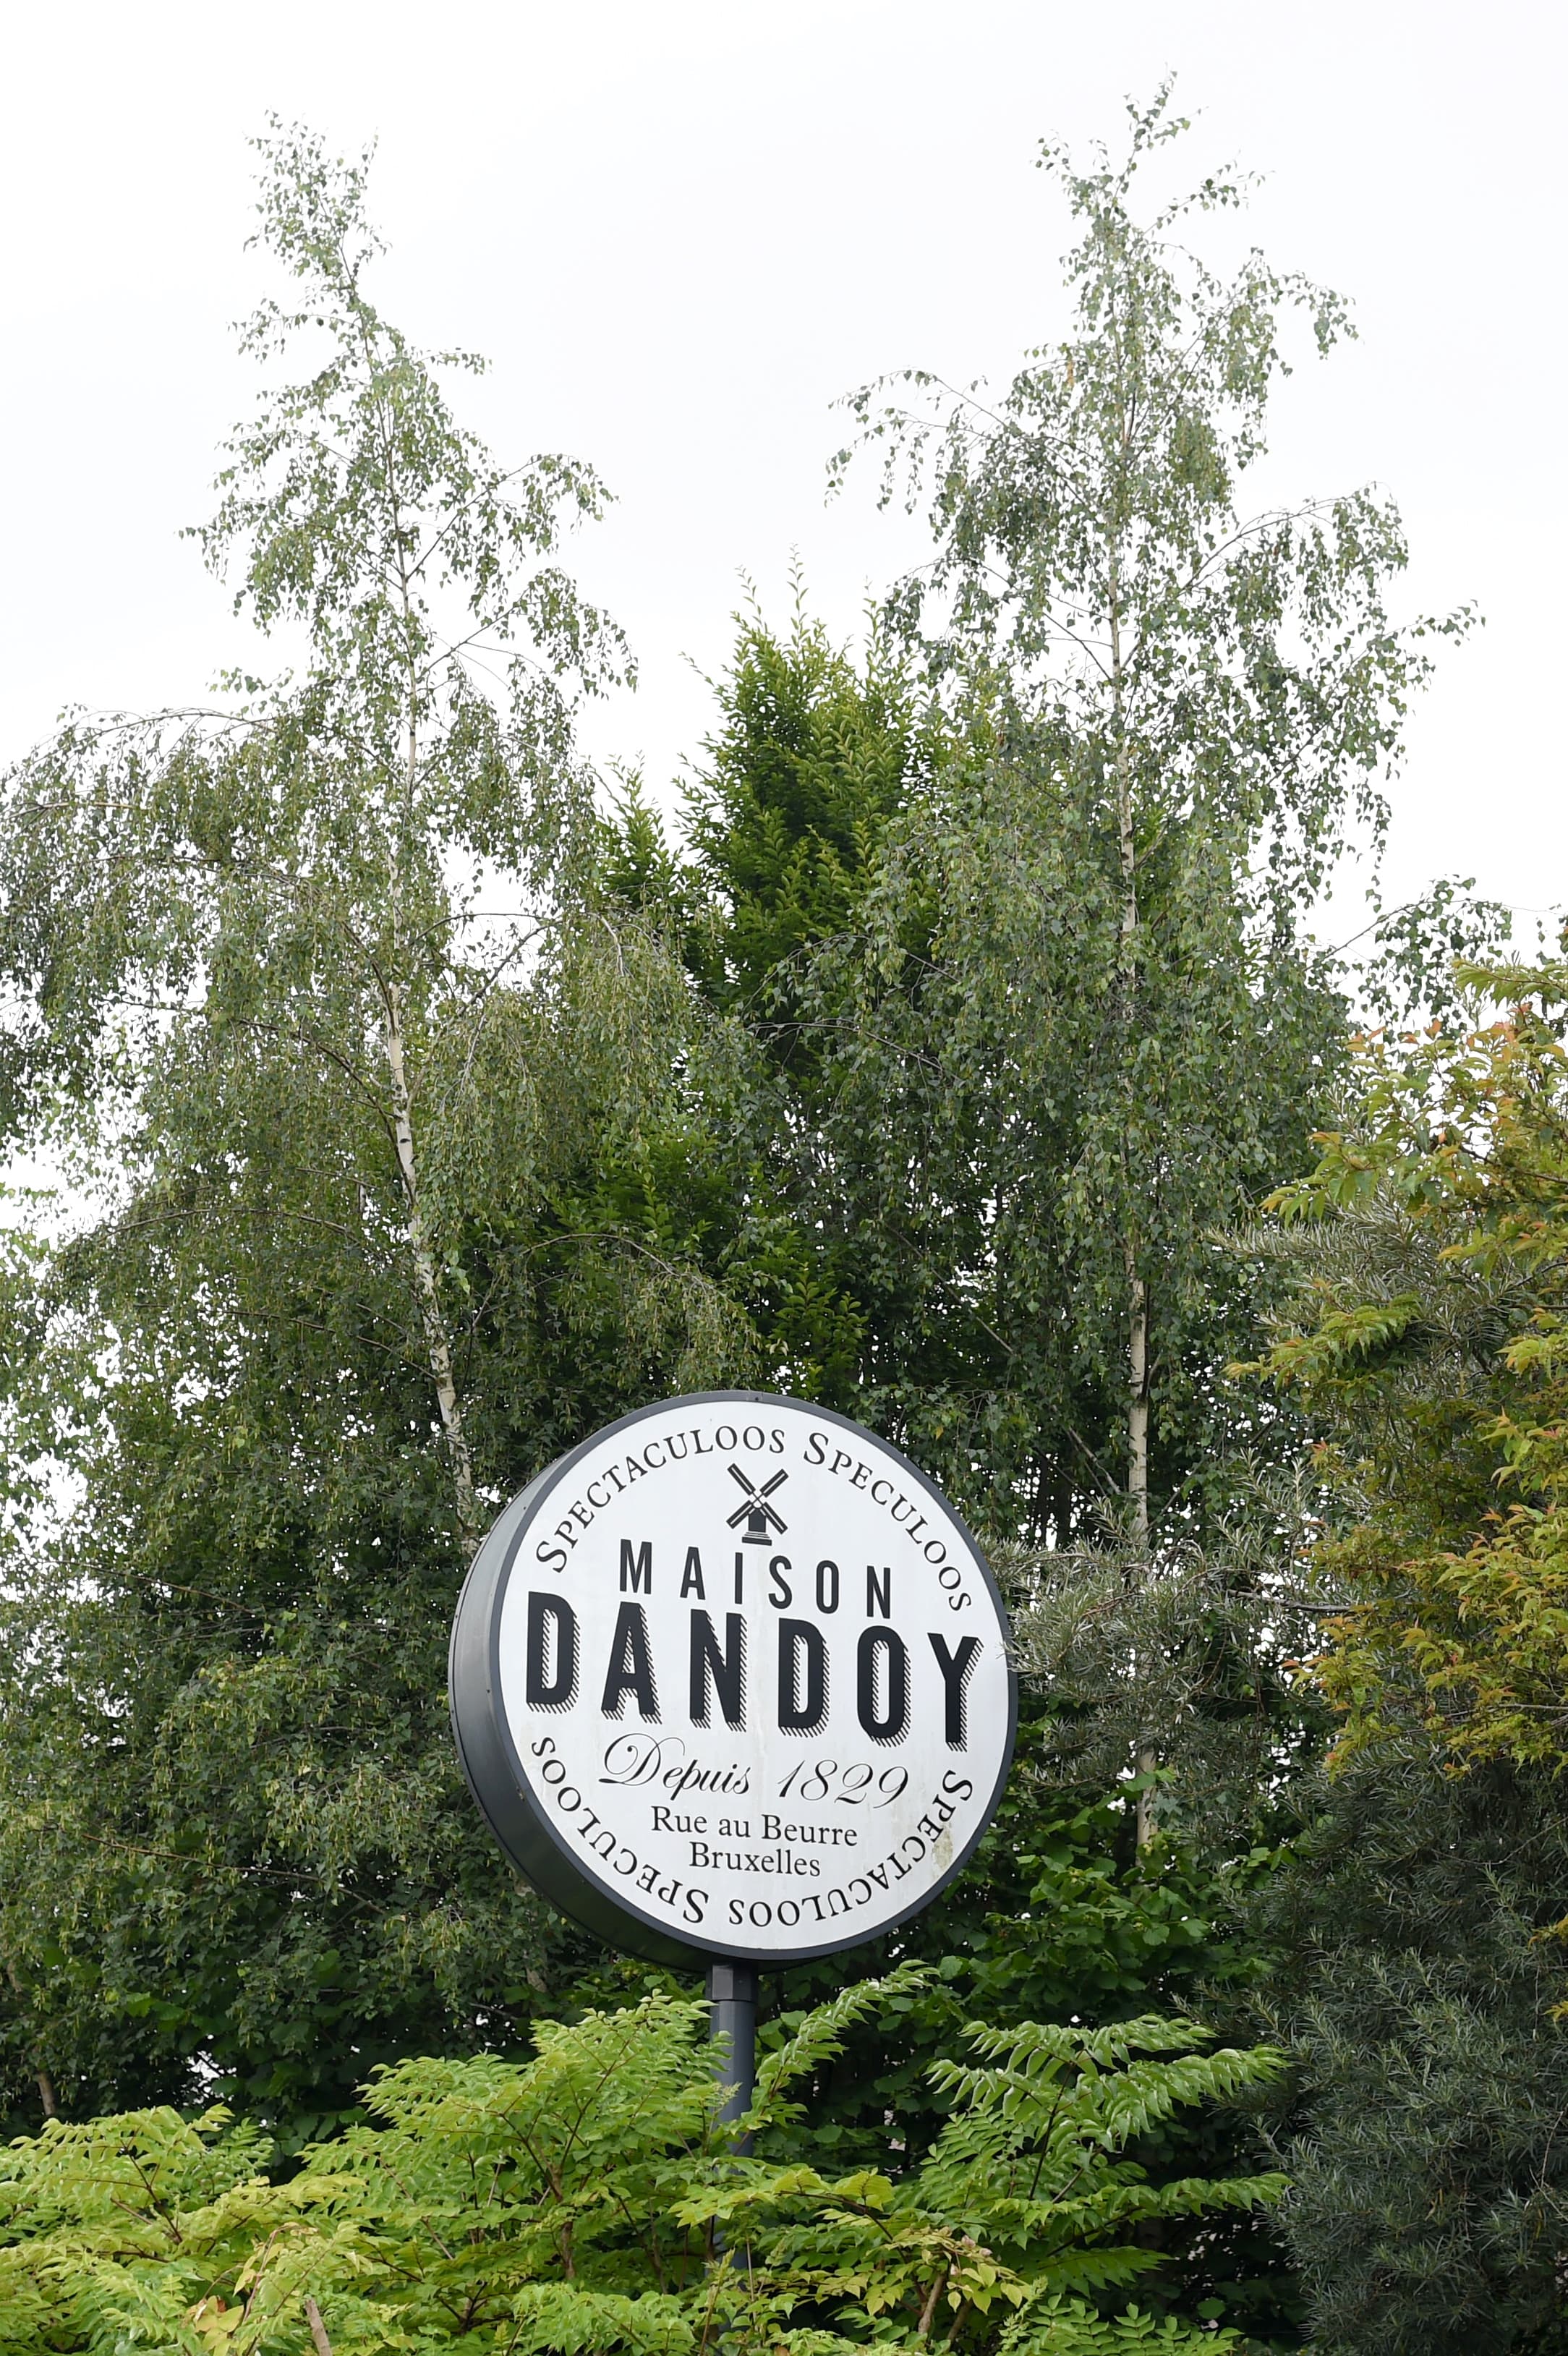 SPECTACULOOS SPECULOOS
MAISON
DANDOY
Depuis 1829
Rue au Beurre
Bruxelles
SPECTACULOOS SPECULOOS